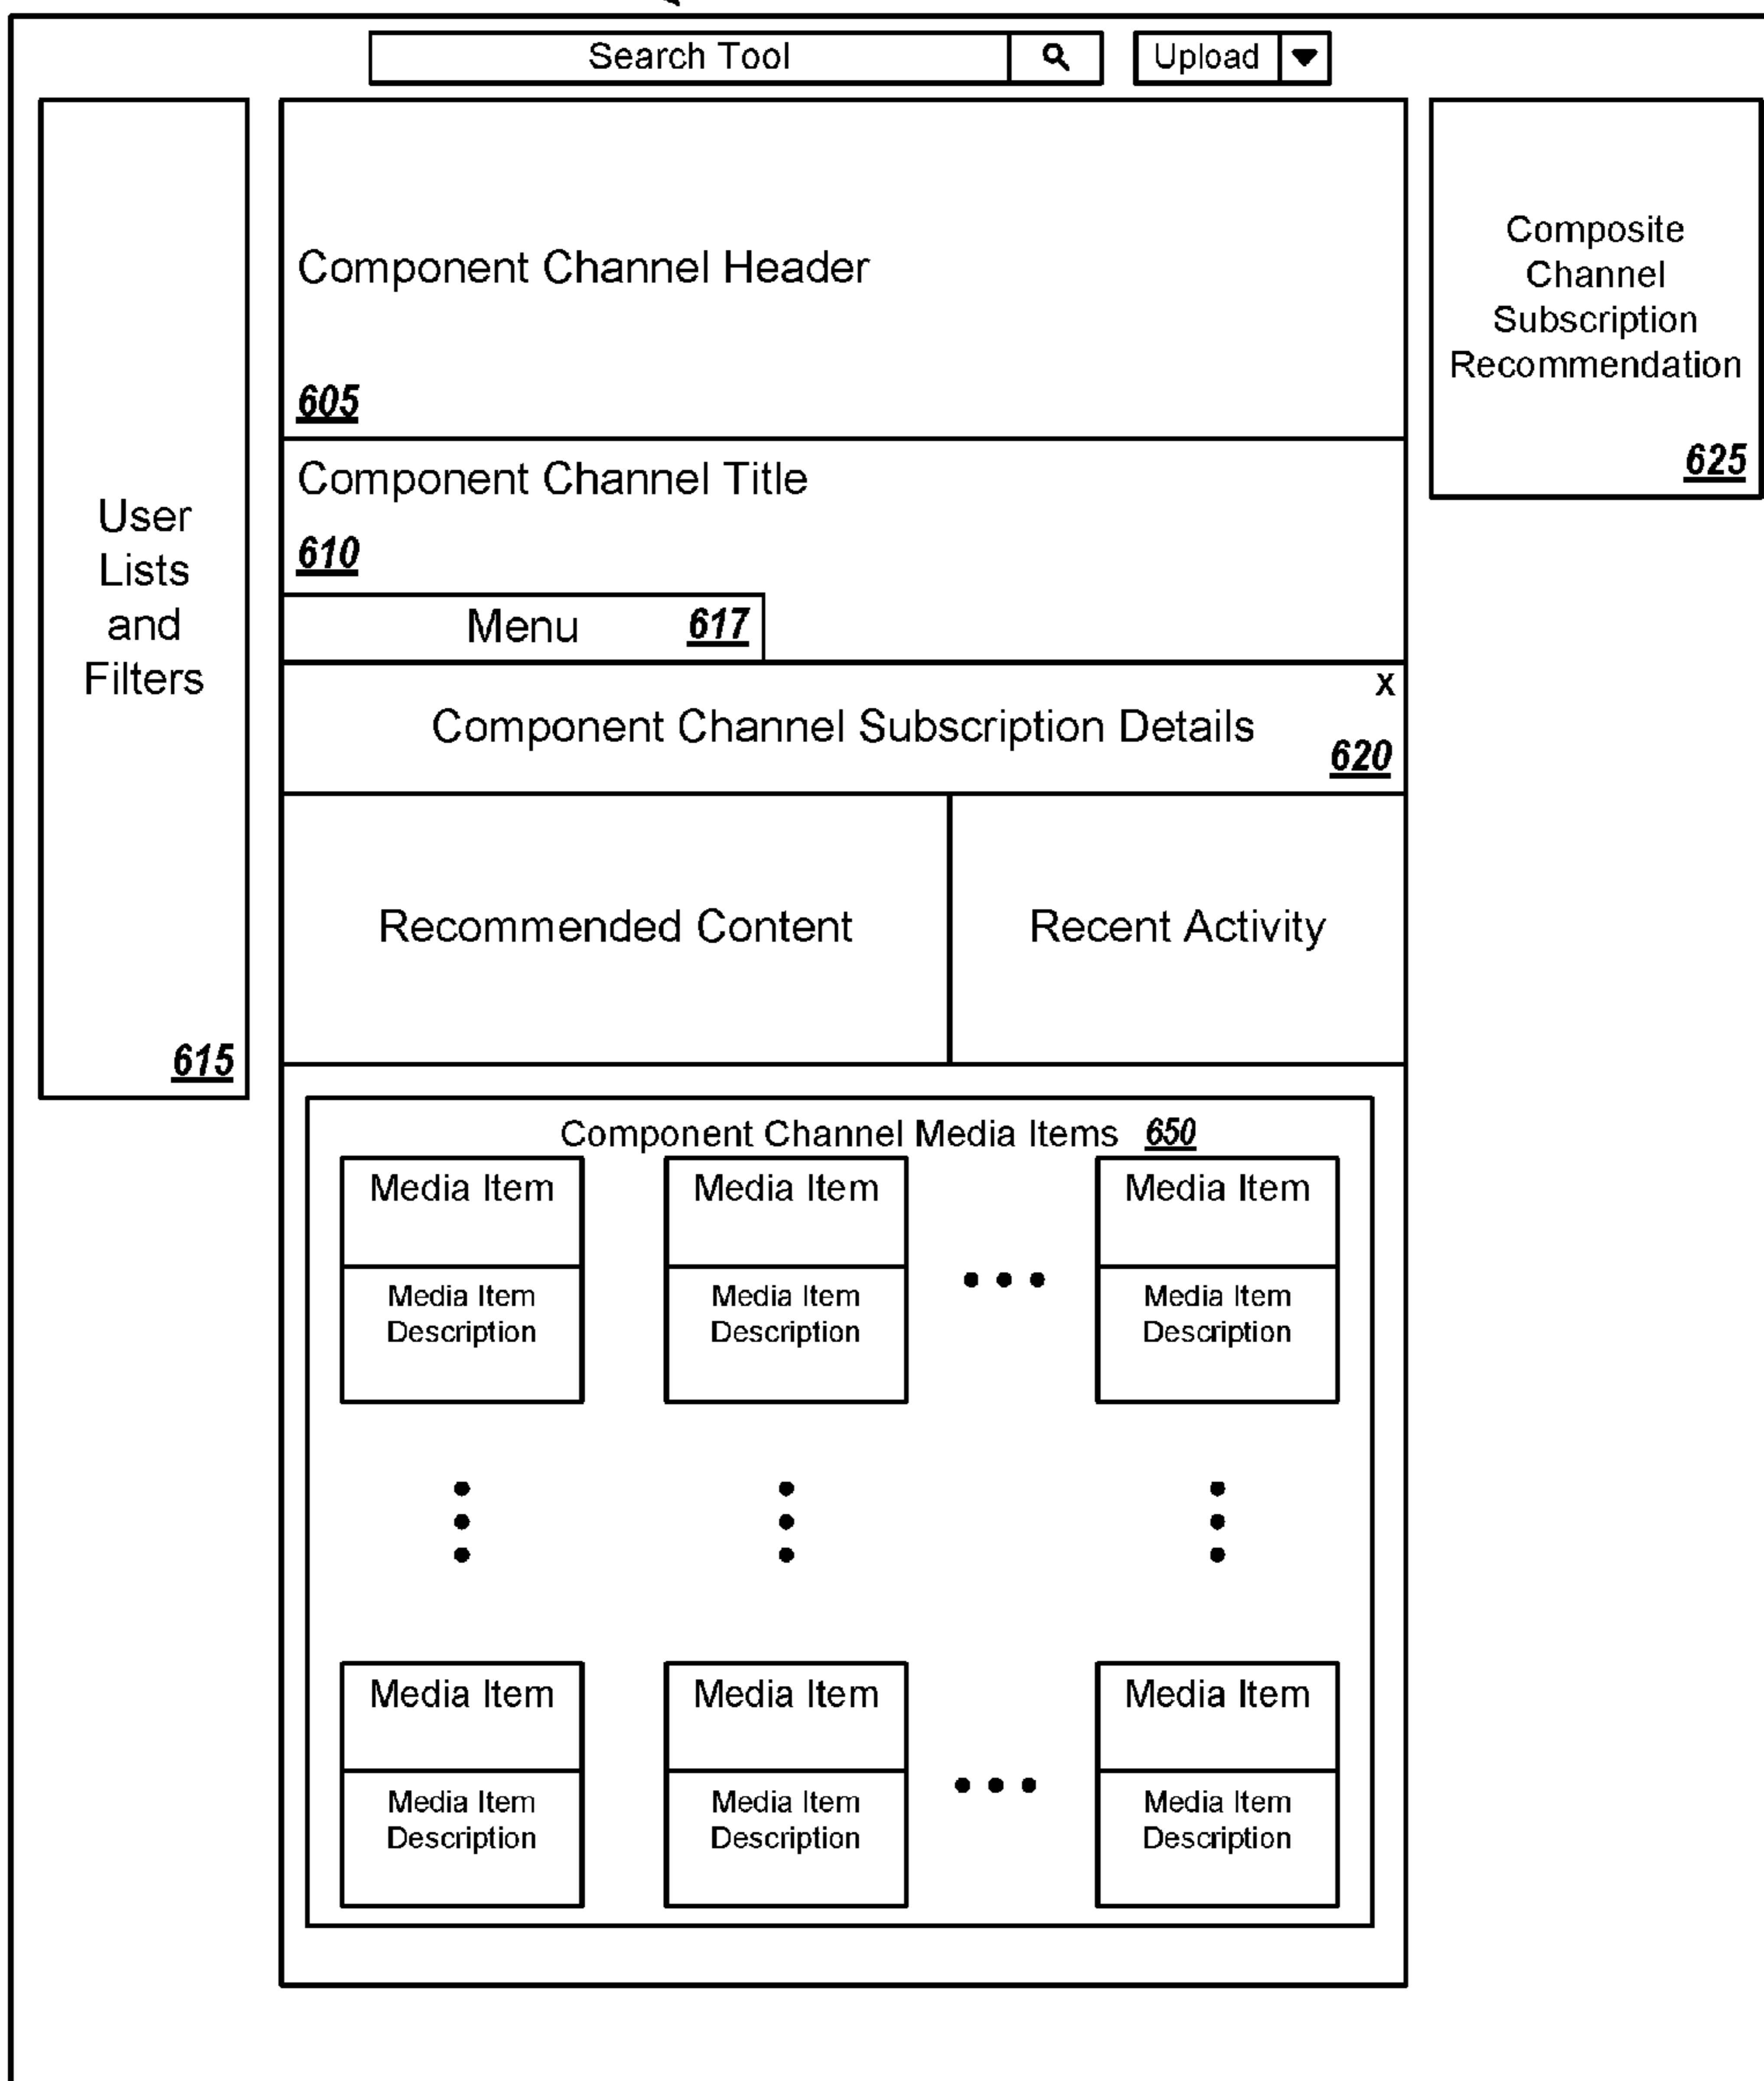 Search Tool
Upload
Component Channel Header
605
Composite
Channel
Subscription
Recommendation
625
Component Channel Title
610
User
Lists
and
Filters
615
Menu 617
x
Component Channel Subscription Details
620
Recommended Content
Recent Activity
Component Channel Media Items 650
Media Item
Media Item
Description
Media Item
Media Item
Description
Media Item
Media Item
Description
Media Item
Media Item
Description
Media Item
Media Item
Description
Media Item
Media Item
Description